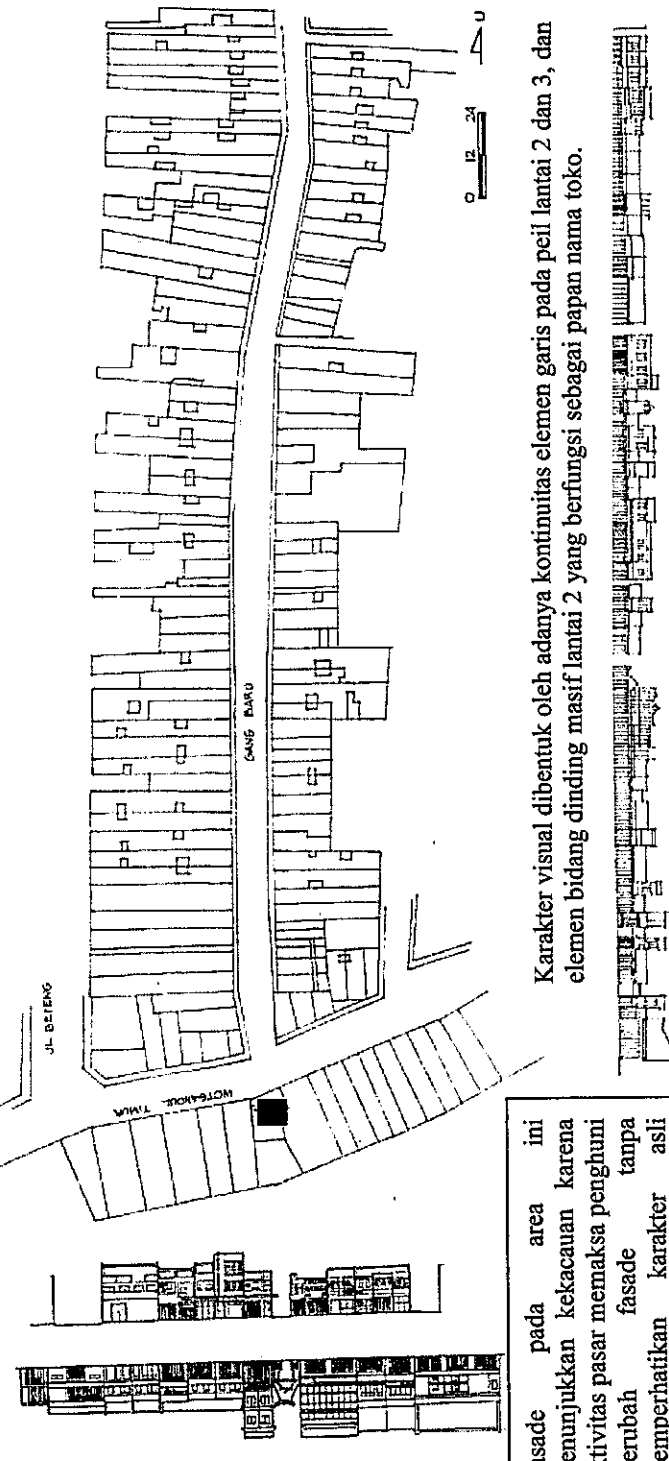 JL BETENG
WOTGANDUL TIMUR
GANG BARU
0 12 24
U
Karakter visual dibentuk oleh adanya kontinuitas elemen garis pada peil lantai 2 dan 3, dan
elemen bidang dinding masif lantai 2 yang berfungsi sebagai papan nama toko.
sade pada area ini
enunjukkan kekacauan karena
tivitas pasar memaksa penghuni
erubah fasade tanpa
emperhatikan karakter asli